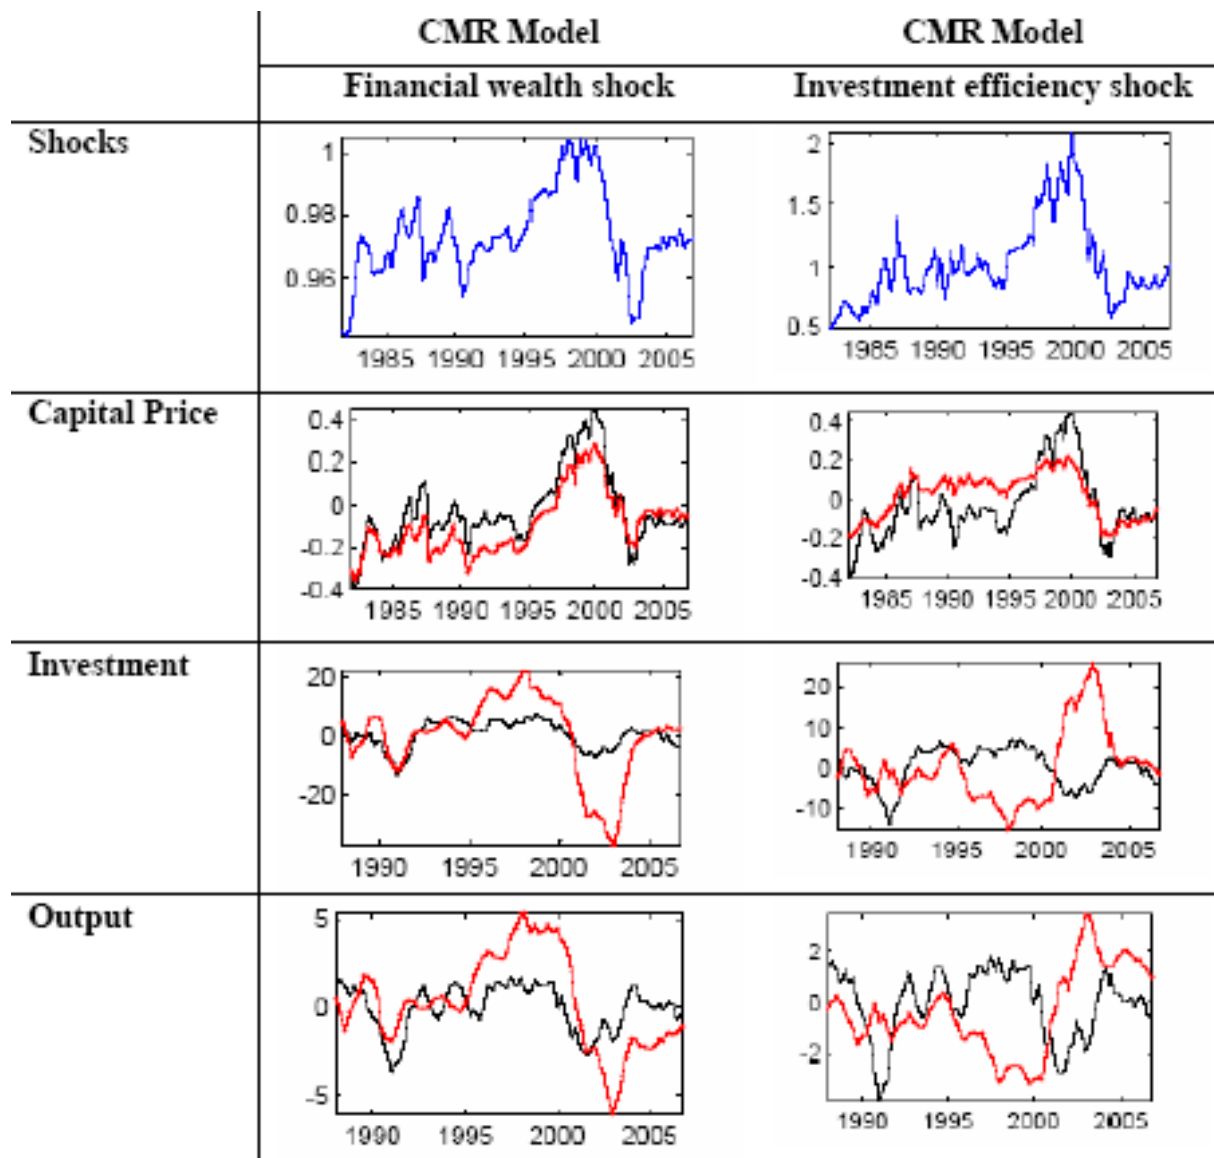 CMR Model CMR Model
Financial wealth shock Investment efficiency shock
Shocks
1
0.98
0.96
1985 1990 1995 2000 2005
2
1.5
1
0.5
1985 1990 1995 2000 2005
Capital Price
0.4
0.2
0
-0.2
-0.4
1985 1990 1995 2000 2005
0.4
0.2
0
-0.2
-0.4
1985 1990 1995 2000 2005
Investment
20
0
-20
1990 1995 2000 2005
20
10
0
-10
1990 1995 2000 2005
Output
5
0
-5
1990 1995 2000 2005
2
0
-2
1990 1995 2000 2005